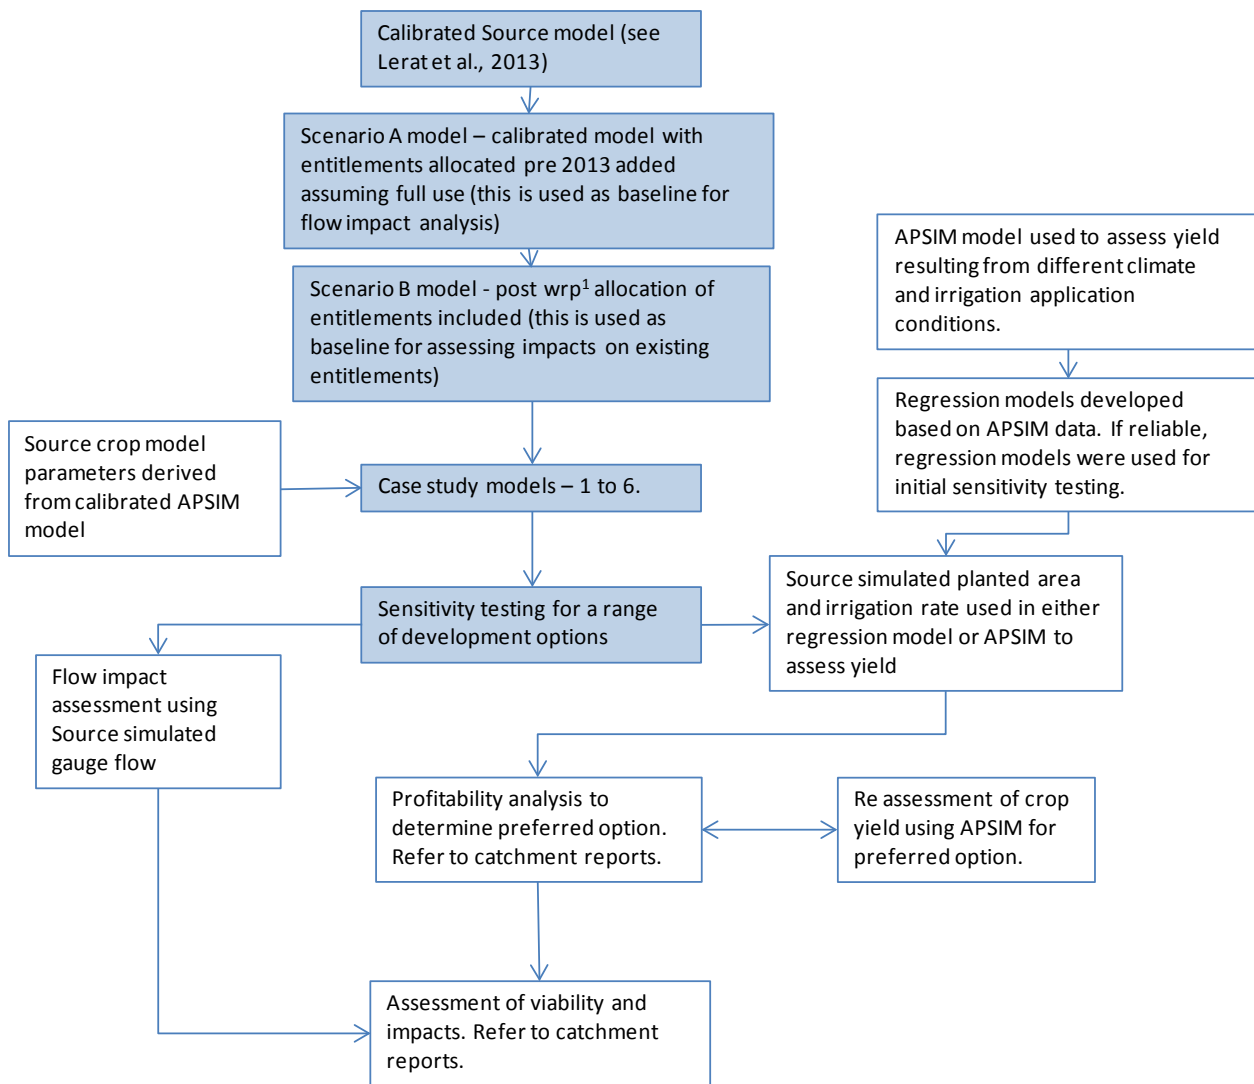 Calibrated Source model (see
Lerat et al., 2013)
Scenario A model – calibrated model with
entitlements allocated pre 2013 added
assuming full use (this is used as baseline for
flow impact analysis)
APSIM model used to assess yield
resulting from different climate
and irrigation application
conditions.
Scenario B model - post wrp¹ allocation of
entitlements included (this is used as
baseline for assessing impacts on existing
entitlements)
Regression models developed
based on APSIM data. If reliable,
regression models were used for
initial sensitivity testing.
Source crop model
parameters derived
from calibrated APSIM
model
Case study models – 1 to 6.
Source simulated planted area
and irrigation rate used in either
regression model or APSIM to
assess yield
Sensitivity testing for a range
of development options
Flow impact
assessment using
Source simulated
gauge flow
Profitability analysis to
determine preferred option.
Refer to catchment reports.
Re assessment of crop
yield using APSIM for
preferred option.
Assessment of viability and
impacts. Refer to catchment
reports.